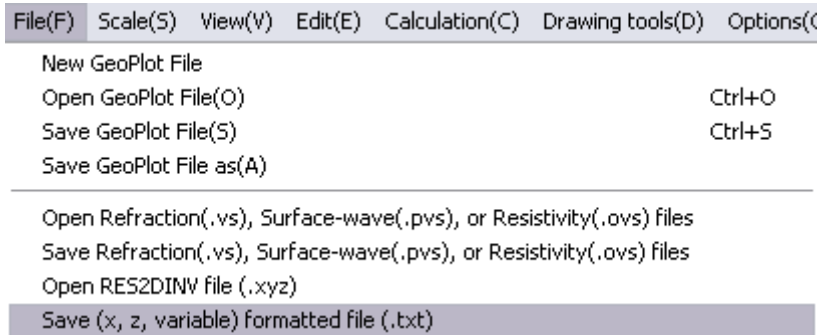 File(F) Scale(S) View(V) Edit(E) Calculation(C) Drawing tools(D) Options(
New GeoPlot File
Open GeoPlot File(O) Ctrl+O
Save GeoPlot File(S) Ctrl+S
Save GeoPlot File as(A)
Open Refraction(.vs), Surface-wave(.pvs), or Resistivity(.ovs) files
Save Refraction(.vs), Surface-wave(.pvs), or Resistivity(.ovs) files
Open RES2DINV file (.xyz)
Save (x, z, variable) formatted file (.txt)